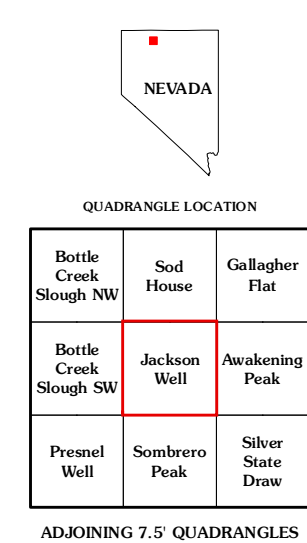 NEVADA
QUADRANGLE LOCATION
Bottle
Creek
Slough NW
Sod
House
Gallagher
Flat
Bottle
Creek
Slough SW
Jackson
Well
Awakening
Peak
Presnel
Well
Sombrero
Peak
Silver
State
Draw
ADJOINING 7.5' QUADRANGLES